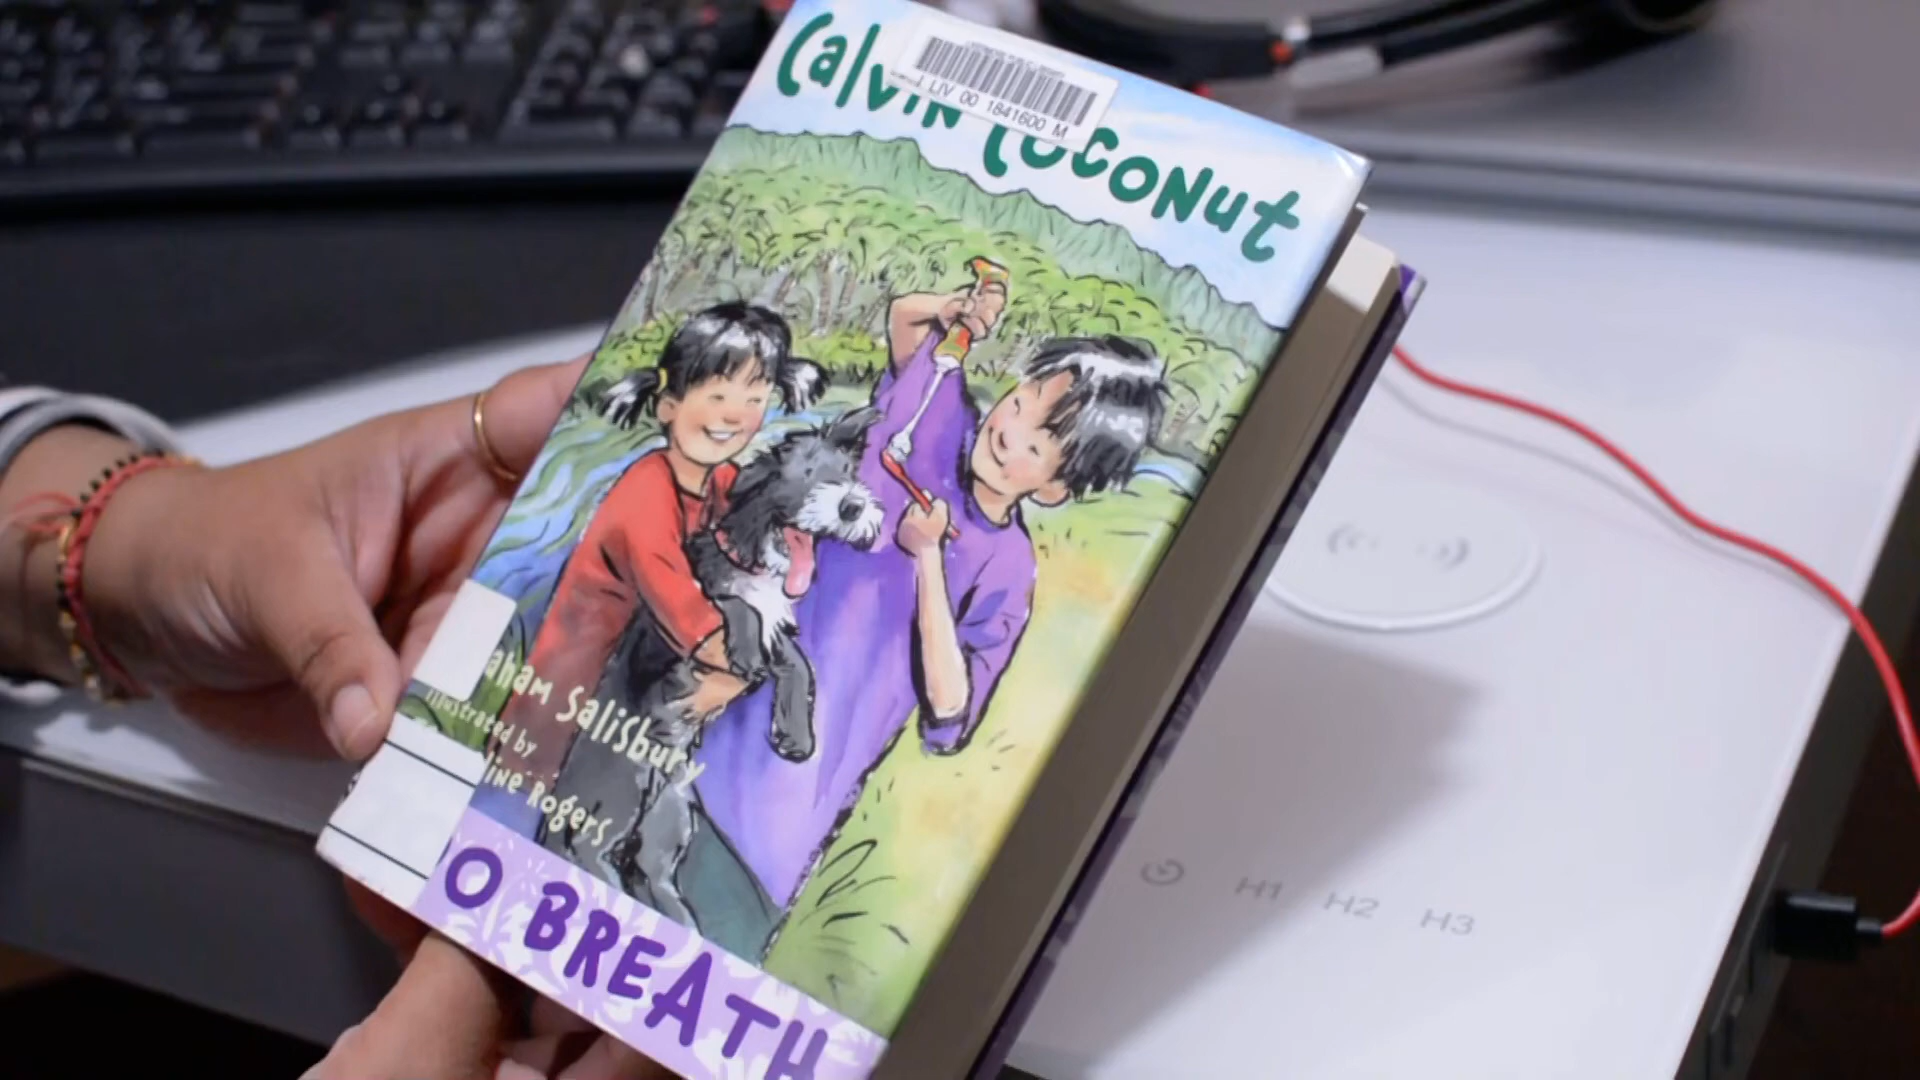 Calvin Coconut
LIV 00 1841600 M
aham Salisbury
illustrated by
line Rogers
O BREATH
H1 H2 H3